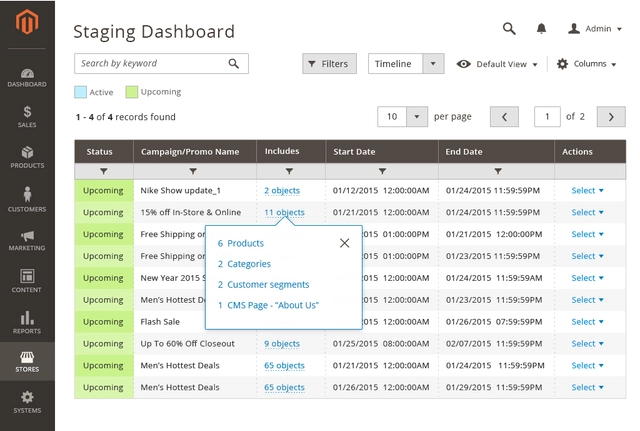 Staging Dashboard
Admin
Search by keyword
Filters
Timeline
Default View
Columns
Active
Upcoming
1 - 4 of 4 records found
10 per page
1 of 2
DASHBOARD
SALES
PRODUCTS
CUSTOMERS
MARKETING
CONTENT
REPORTS
STORES
SYSTEMS
Status Campaign/Promo Name Includes Start Date End Date Actions
Upcoming Nike Show update_1 2 objects 01/12/2015 12:00:00AM 01/24/2015 11:59:59PM Select
Upcoming 15% off In-Store & Online 11 objects 01/21/2015 12:00:00AM 01/24/2015 11:59:59PM Select
Upcoming Free Shipping 01:00:00PM 01/21/2015 12:00:00PM Select
Upcoming Free Shipping 01:00:00PM 01/23/2015 11:59:59PM Select
Upcoming New Year 2015 12:00:00AM 01/24/2015 11:59:59AM Select
Upcoming Men's Hottest 12:00:00AM 01/23/2015 11:59:59PM Select
Upcoming Flash Sale 12:00:00AM 01/26/2015 07:59:59PM Select
Upcoming Up To 60% Off Closeout 9 objects 01/25/2015 08:00:00AM 02/07/2015 11:59:59PM Select
Upcoming Men's Hottest Deals 65 objects 01/21/2015 12:00:00AM 01/24/2015 11:59:59PM Select
Upcoming Men's Hottest Deals 65 objects 01/26/2015 12:00:00AM 01/29/2015 11:59:59PM Select
6 Products
2 Categories
2 Customer segments
1 CMS Page - "About Us"